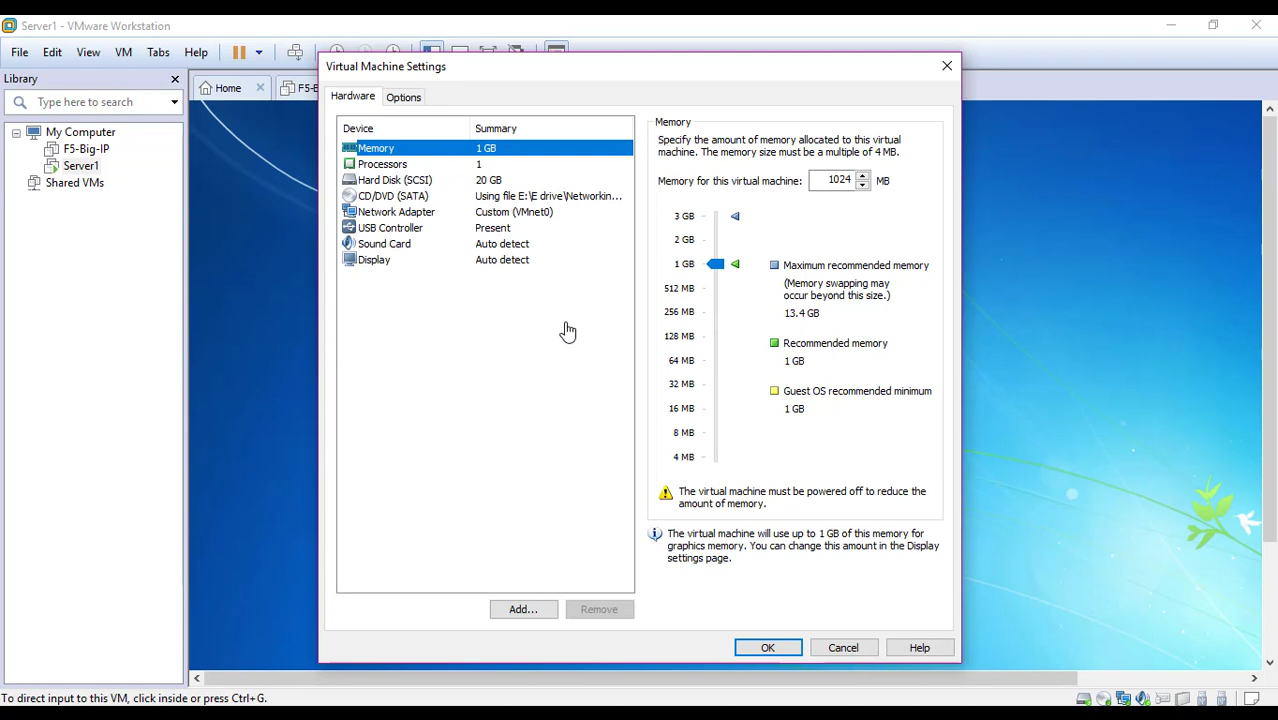 Server1 - VMware Workstation
File Edit View VM Tabs Help
Library
Type here to search
My Computer
F5-Big-IP
Server1
Shared VMs
Home
F5-B
Virtual Machine Settings
Hardware Options
Device Summary
Memory 1 GB
Processors 1
Hard Disk (SCSI) 20 GB
CD/DVD (SATA) Using file E:\E drive\Networkin...
Network Adapter Custom (VMnet0)
USB Controller Present
Sound Card Auto detect
Display Auto detect
Add... Remove
Memory
Specify the amount of memory allocated to this virtual
machine. The memory size must be a multiple of 4 MB.
Memory for this virtual machine: 1024 MB
3 GB
2 GB
1 GB
512 MB
256 MB
128 MB
64 MB
32 MB
16 MB
8 MB
4 MB
Maximum recommended memory
(Memory swapping may
occur beyond this size.)
13.4 GB
Recommended memory
1 GB
Guest OS recommended minimum
1 GB
The virtual machine must be powered off to reduce the
amount of memory.
The virtual machine will use up to 1 GB of this memory for
graphics memory. You can change this amount in the Display
settings page.
OK Cancel Help
To direct input to this VM, click inside or press Ctrl+G.